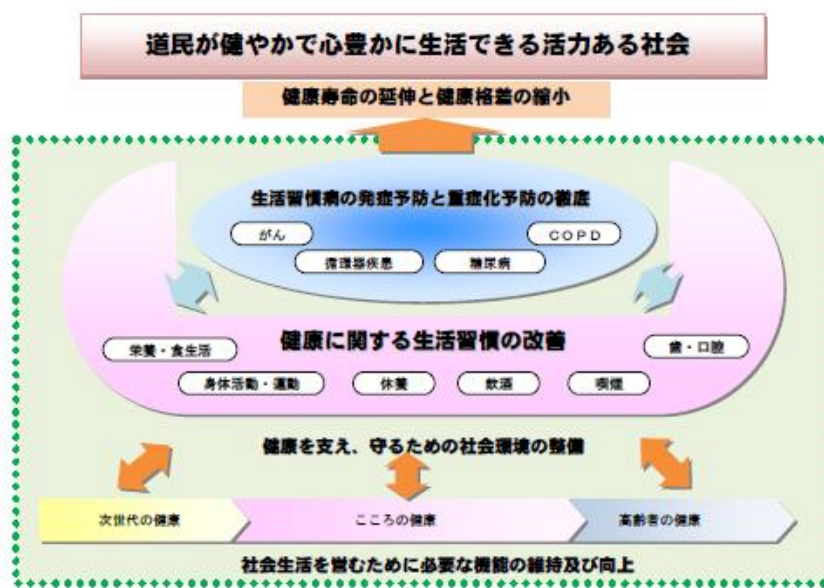 道民が健やかで心豊かに生活できる活力ある社会
健康寿命の延伸と健康格差の縮小
生活習慣病の発症予防と重症化予防の徹底
がん
COPD
循環器疾患
糖尿病
健康に関する生活習慣の改善
栄養・食生活
歯・口腔
身体活動・運動
休養
飲酒
喫煙
健康を支え、守るための社会環境の整備
次世代の健康
こころの健康
高齢者の健康
社会生活を営むために必要な機能の維持及び向上